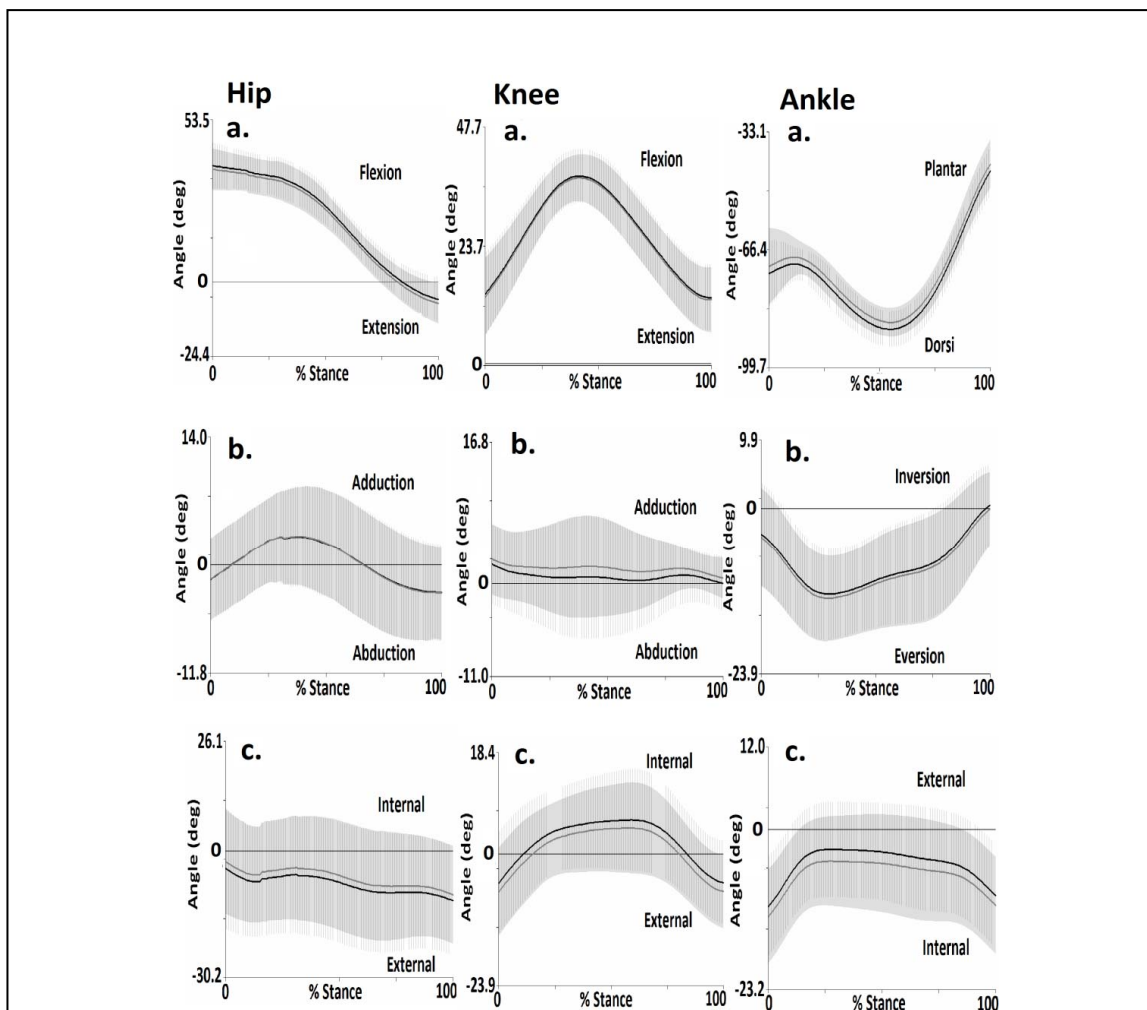 Hip
Knee
Ankle
a.
53.5
Flexion
0
Extension
-24.4
Angle (deg)
0
% Stance
100
a.
47.7
Flexion
23.7
Extension
0
Angle (deg)
0
% Stance
100
a.
-33.1
Plantar
-66.4
Dorsi
-99.7
Angle (deg)
0
% Stance
100
b.
14.0
Adduction
0
Abduction
-11.8
Angle (deg)
0
% Stance
100
b.
16.8
Adduction
0
Abduction
-11.0
Angle (deg)
0
% Stance
100
b.
9.9
Inversion
0
Eversion
-23.9
Angle (deg)
0
% Stance
100
c.
26.1
Internal
0
External
-30.2
Angle (deg)
0
% Stance
100
c.
18.4
Internal
0
External
-23.9
Angle (deg)
0
% Stance
100
c.
12.0
External
0
Internal
-23.2
Angle (deg)
0
% Stance
100